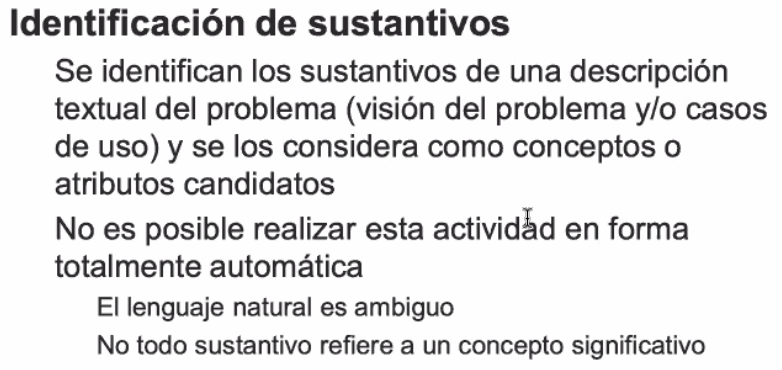 Identificación de sustantivos
Se identifican los sustantivos de una descripción
textual del problema (visión del problema y/o casos
de uso) y se los considera como conceptos o
atributos candidatos
No es posible realizar esta actividad en forma
totalmente automática
El lenguaje natural es ambiguo
No todo sustantivo refiere a un concepto significativo